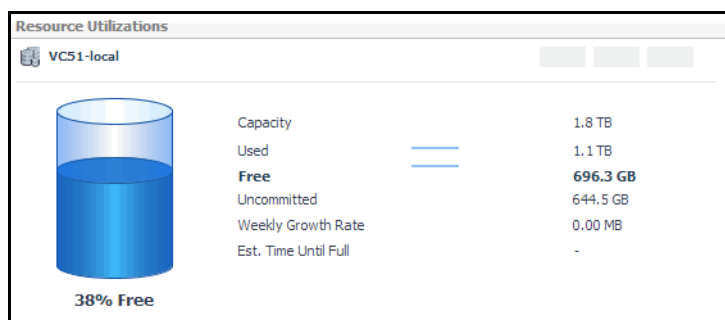 Resource Utilizations
VC51-local
Capacity 1.8 TB
Used 1.1 TB
Free 696.3 GB
Uncommitted 644.5 GB
Weekly Growth Rate 0.00 MB
Est. Time Until Full -
38% Free